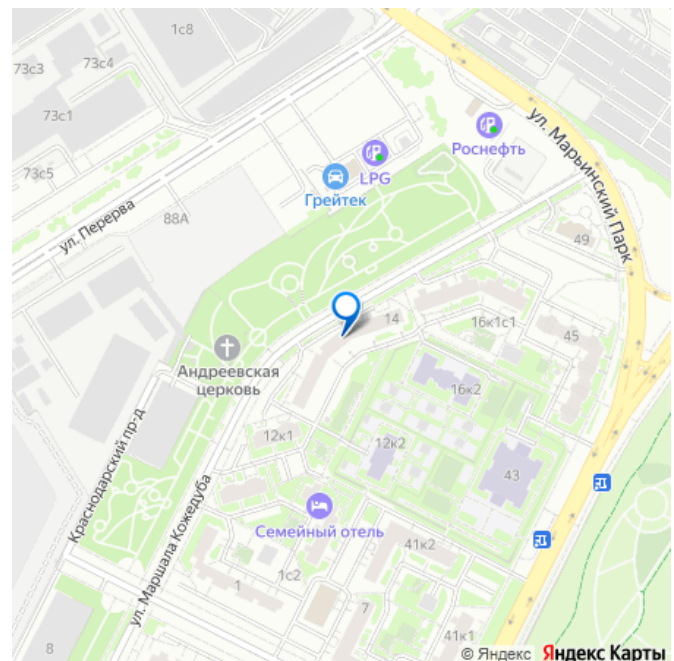 1с8
73с3
73с4
73с1
73с5
ул. Перерва
88А
Грейтек
LPG
Роснефть
ул. Марьинский Парк
49
14
16к1с1
45
Андреевская
церковь
16к2
12к1
12к2
43
Краснодарский пр-д
ул. Маршала Кожедуба
Семейный отель
41к2
1с2
1
7
41к1
8
© Яндекс Яндекс Карты